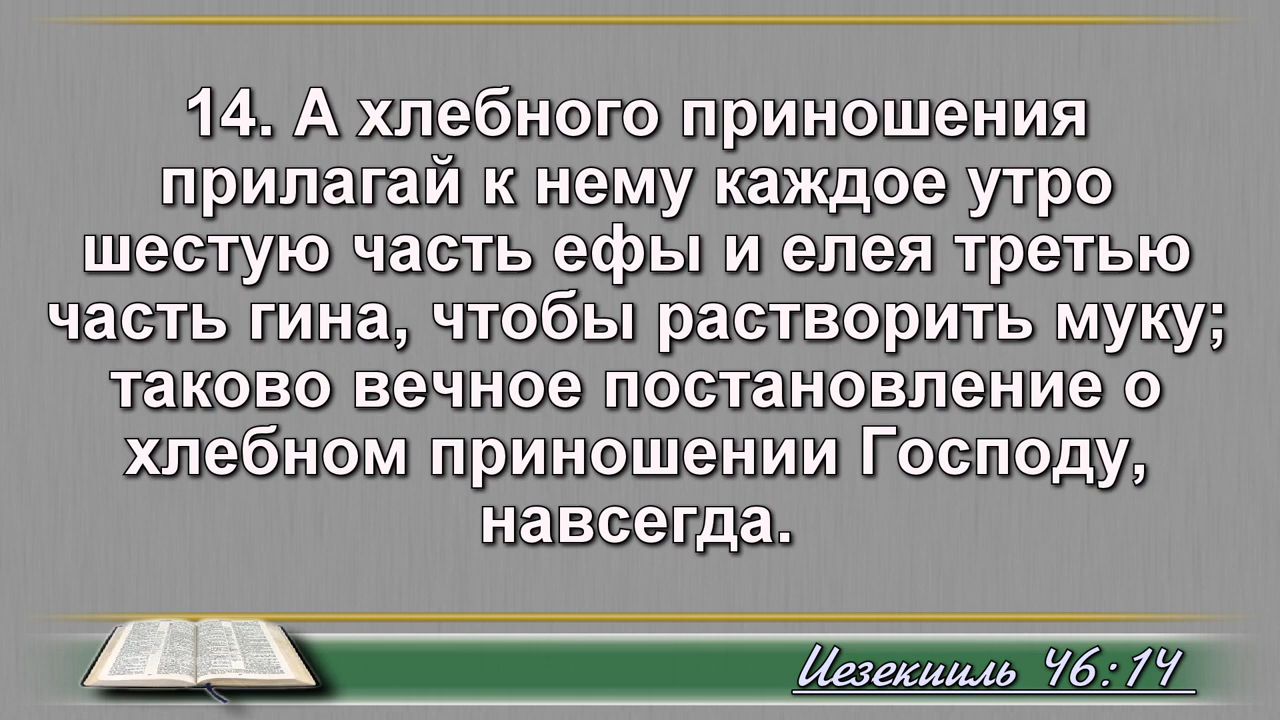 14. А хлебного приношения
прилагай к нему каждое утро
шестую часть ефы и елея третью
часть гина, чтобы растворить муку;
таково вечное постановление о
хлебном приношении Господу,
навсегда.
Иезекииль 46:14